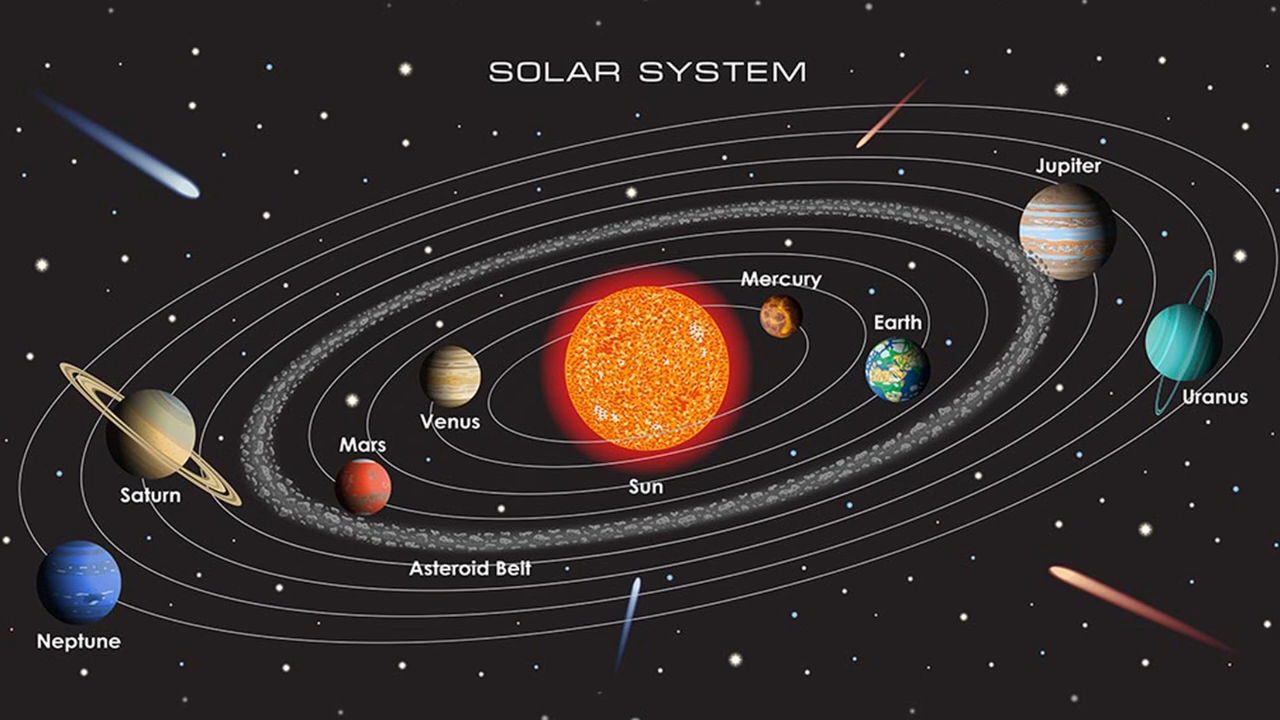 SOLAR SYSTEM
Jupiter
Mercury
Earth
Uranus
Venus
Mars
Sun
Saturn
Asteroid Belt
Neptune